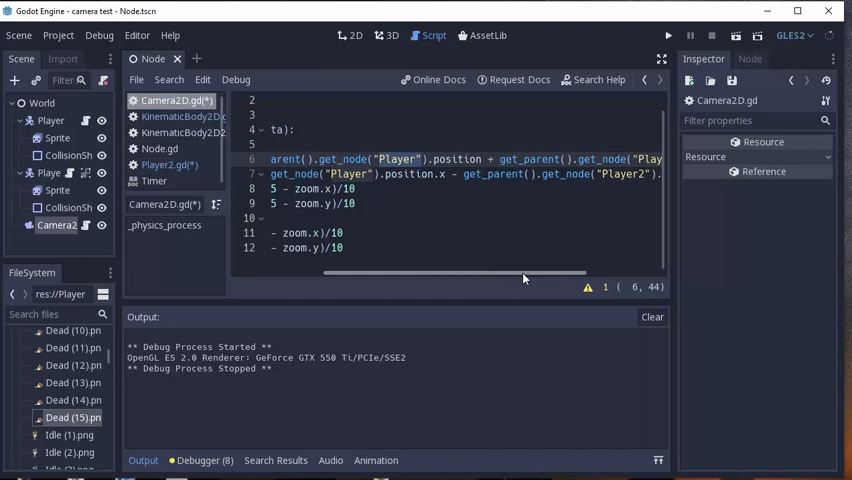 Godot Engine - camera test - Node.tscn
Scene Project Debug Editor Help
2D 3D Script AssetLib
GLES2
Scene Import
Filter
World
Player
Sprite
CollisionSh
Playe
Sprite
CollisionSh
Camera2
FileSystem
res://Player
Search files
Dead (10).pn
Dead (11).pn
Dead (12).pn
Dead (13).pn
Dead (14).pn
Dead (15).pn
Idle (1).png
Idle (2).png
Idle (3).png
Node
File Search Edit Debug
Online Docs Request Docs Search Help
Camera2D.gd(*)
KinematicBody2D.g
KinematicBody2D2
Node.gd
Player2.gd(*)
Timer
Camera2D.gd(*)
_physics_process
2
3
4 ta):
5
6 arent().get_node("Player").position + get_parent().get_node("Play
7 get_node("Player").position.x - get_parent().get_node("Player2").
8 5 - zoom.x)/10
9 5 - zoom.y)/10
10
11 - zoom.x)/10
12 - zoom.y)/10
1 ( 6, 44)
Output: Clear
** Debug Process Started **
OpenGL ES 2.0 Renderer: GeForce GTX 550 Ti/PCIe/SSE2
** Debug Process Stopped **
Output Debugger (8) Search Results Audio Animation
Inspector Node
Camera2D.gd
Filter properties
Resource
Resource
Reference